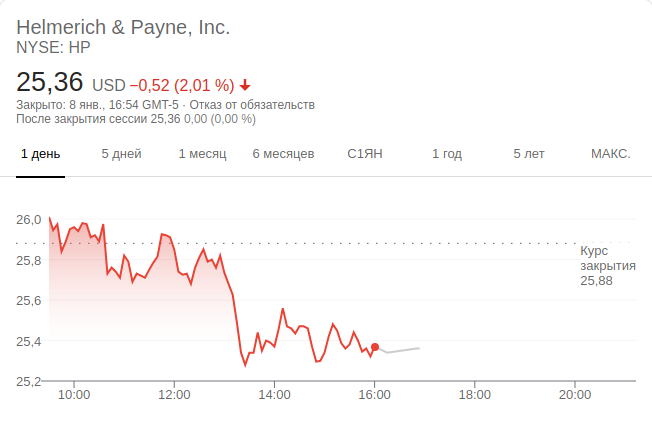 Helmerich & Payne, Inc.
NYSE: HP
25,36 USD −0,52 (2,01 %)
Закрыто: 8 янв., 16:54 GMT-5 · Отказ от обязательств
После закрытия сессии 25,36 0,00 (0,00 %)
1 день 5 дней 1 месяц 6 месяцев С1ЯН 1 год 5 лет МАКС.
26,0
25,8
25,6
25,4
25,2
Курс
закрытия
25,88
10:00 12:00 14:00 16:00 18:00 20:00